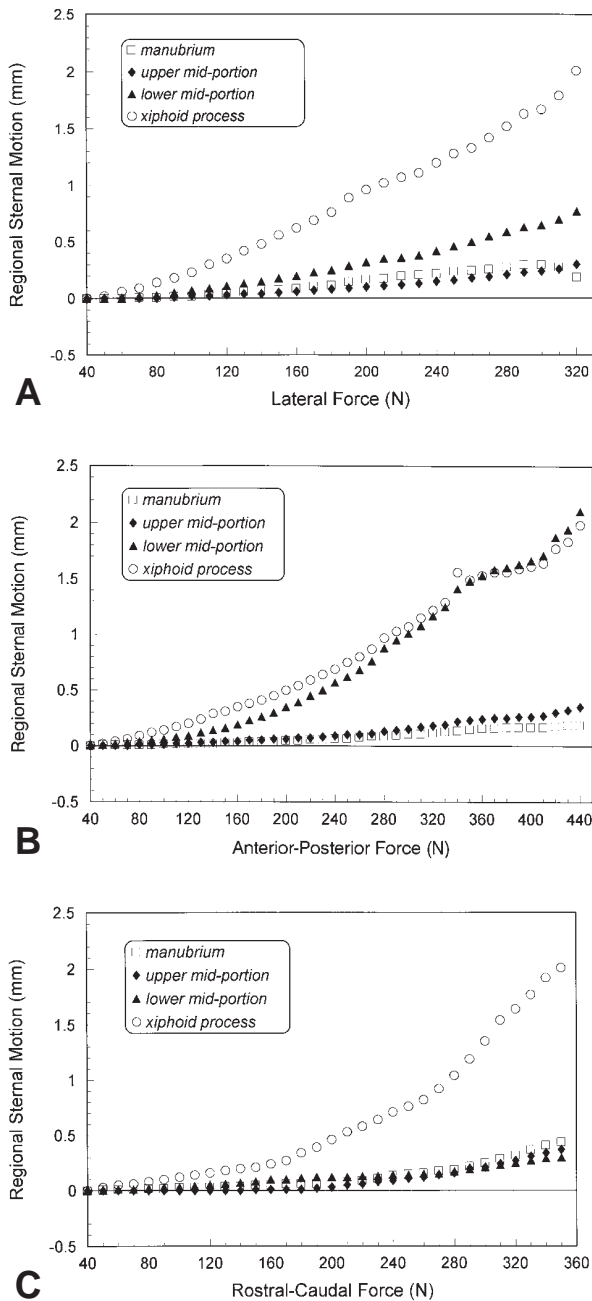 2.5
2
1.5
1
0.5
0
-0.5
Regional Sternal Motion (mm)
manubrium
upper mid-portion
lower mid-portion
xiphoid process
40 80 120 160 200 240 280 320
Lateral Force (N)
A
2.5
2
1.5
1
0.5
0
-0.5
Regional Sternal Motion (mm)
manubrium
upper mid-portion
lower mid-portion
xiphoid process
40 80 120 160 200 240 280 320 360 400 440
Anterior-Posterior Force (N)
B
2.5
2
1.5
1
0.5
0
-0.5
Regional Sternal Motion (mm)
manubrium
upper mid-portion
lower mid-portion
xiphoid process
40 80 120 160 200 240 280 320 360
Rostral-Caudal Force (N)
C